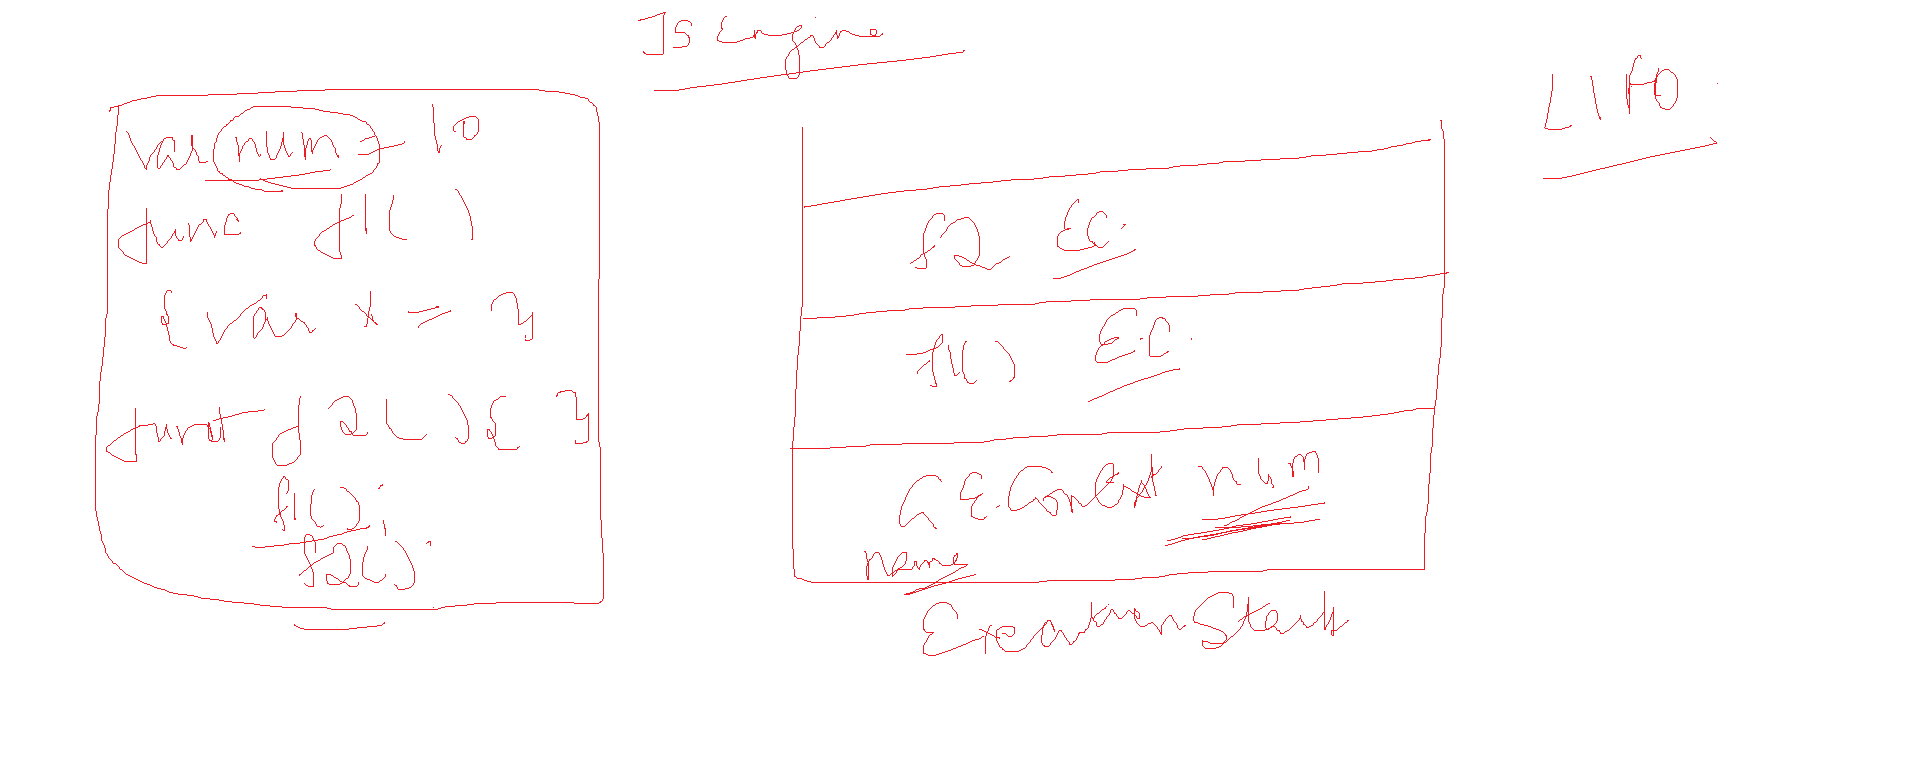 JS Engine
LIFO
var num = 10
func f1( )
{ var x = }
funct f2( ) { }
f1();
f2();
f2 EC.
f1() E.C.
G E. Context num
name
Execution Stack